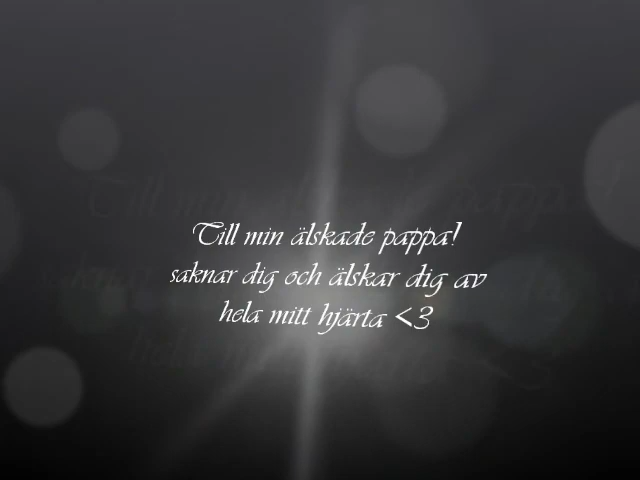 Till min älskade pappa!
saknar dig och älskar dig av
hela mitt hjärta <3